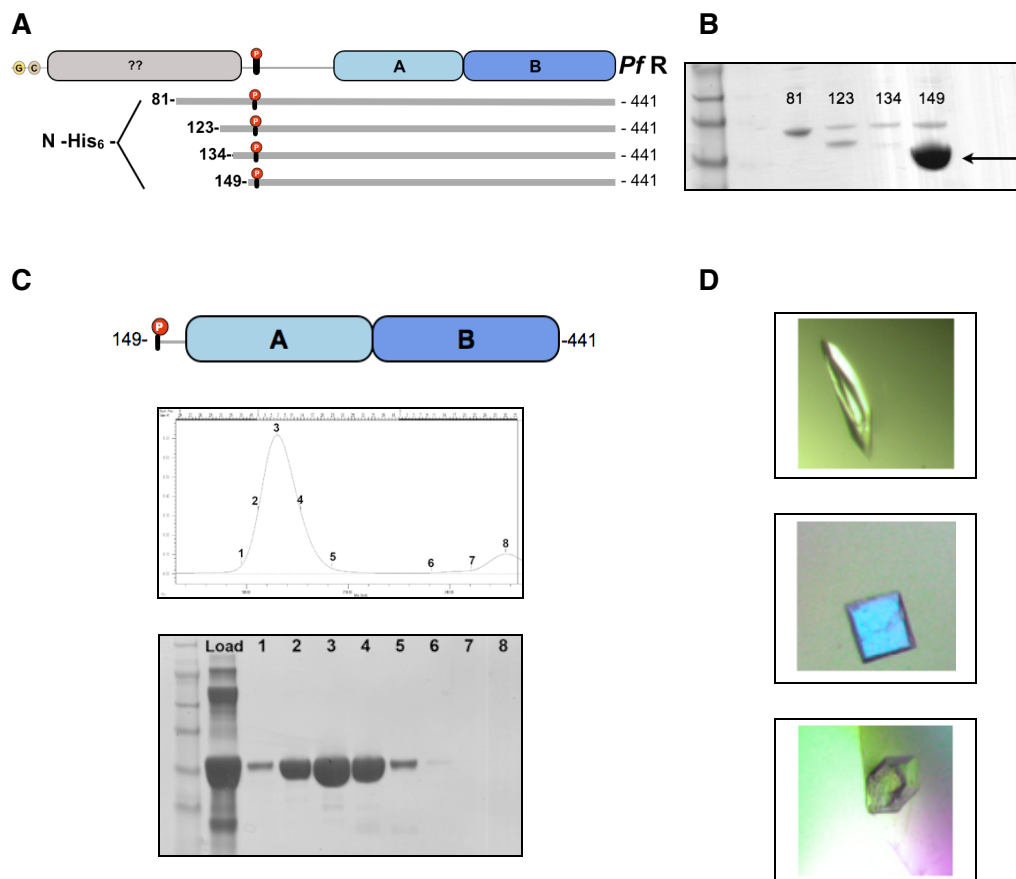 A
G C ?? P A B Pf R
81- P - 441
123- P - 441
N -His6 -
134- P - 441
149- P - 441
B
81 123 134 149
C
149- P A B -441
3
2 4
1 5 6 7 8
Load 1 2 3 4 5 6 7 8
D